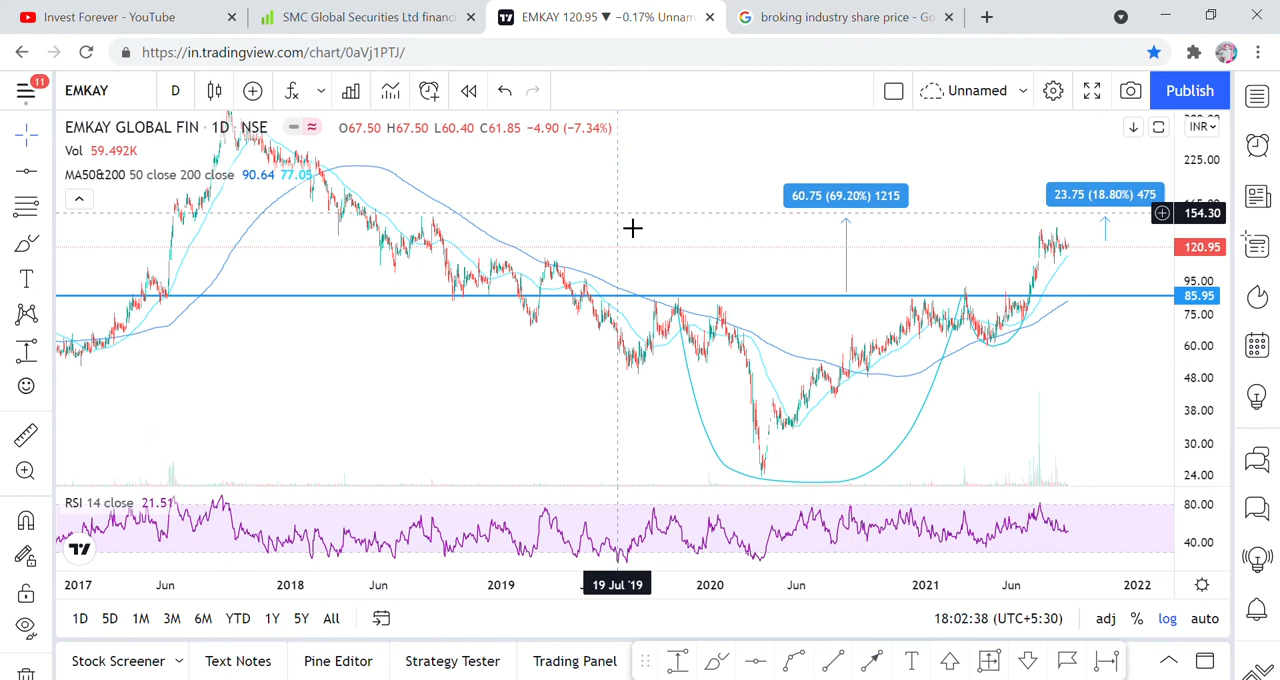 Invest Forever - YouTube
SMC Global Securities Ltd financi
EMKAY 120.95 ▼ −0.17% Unnam
broking industry share price - Go
https://in.tradingview.com/chart/0aVj1PTJ/
11
EMKAY
D
Unnamed
Publish
EMKAY GLOBAL FIN · 1D NSE
O67.50 H67.50 L60.40 C61.85 −4.90 (−7.34%)
INR
Vol 59.492K
225.00
MA50&200 50 close 200 close 90.64 77.05
60.75 (69.20%) 1215
23.75 (18.80%) 475
154.30
120.95
95.00
85.95
75.00
60.00
48.00
38.00
30.00
24.00
RSI 14 close 21.51
80.00
40.00
2017
Jun
2018
Jun
2019
19 Jul '19
2020
Jun
2021
Jun
2022
1D
5D
1M
3M
6M
YTD
1Y
5Y
All
18:02:38 (UTC+5:30)
adj
%
log
auto
Stock Screener
Text Notes
Pine Editor
Strategy Tester
Trading Panel